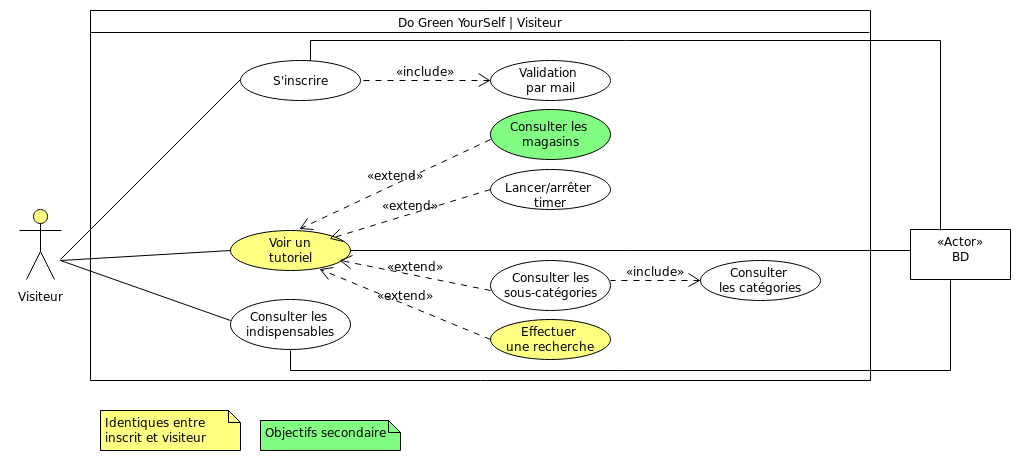 Do Green YourSelf | Visiteur
S'inscrire
«include»
Validation
par mail
Consulter les
magasins
«extend»
Lancer/arrêter
timer
«extend»
Voir un
tutoriel
«Actor»
BD
Visiteur
«extend»
Consulter les
sous-catégories
«include»
Consulter
les catégories
«extend»
Consulter les
indispensables
Effectuer
une recherche
Identiques entre
inscrit et visiteur
Objectifs secondaire